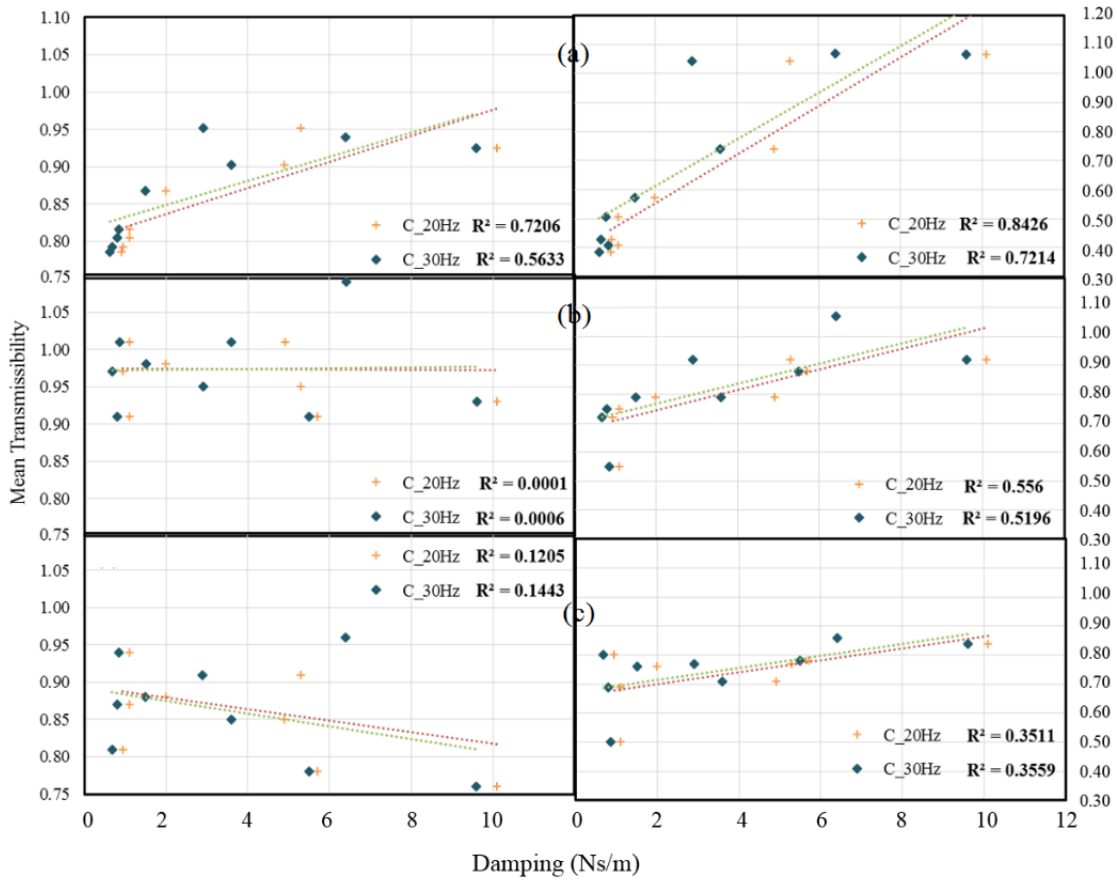 1.10
1.05
1.00
0.95
0.90
0.85
0.80
0.75
C_20Hz R² = 0.7206
C_30Hz R² = 0.5633
(a)
1.20
1.10
1.00
0.90
0.80
0.70
0.60
0.50
0.40
0.30
C_20Hz R² = 0.8426
C_30Hz R² = 0.7214
Mean Transmissibility
1.05
1.00
0.95
0.90
0.85
0.80
0.75
C_20Hz R² = 0.0001
C_30Hz R² = 0.0006
(b)
1.10
1.00
0.90
0.80
0.70
0.60
0.50
0.40
0.30
C_20Hz R² = 0.556
C_30Hz R² = 0.5196
1.05
1.00
0.95
0.90
0.85
0.80
0.75
C_20Hz R² = 0.1205
C_30Hz R² = 0.1443
(c)
1.10
1.00
0.80
0.70
0.60
0.50
0.40
0.30
C_20Hz R² = 0.3511
C_30Hz R² = 0.3559
0 2 4 6 8 10
0 2 4 6 8 10 12
Damping (Ns/m)